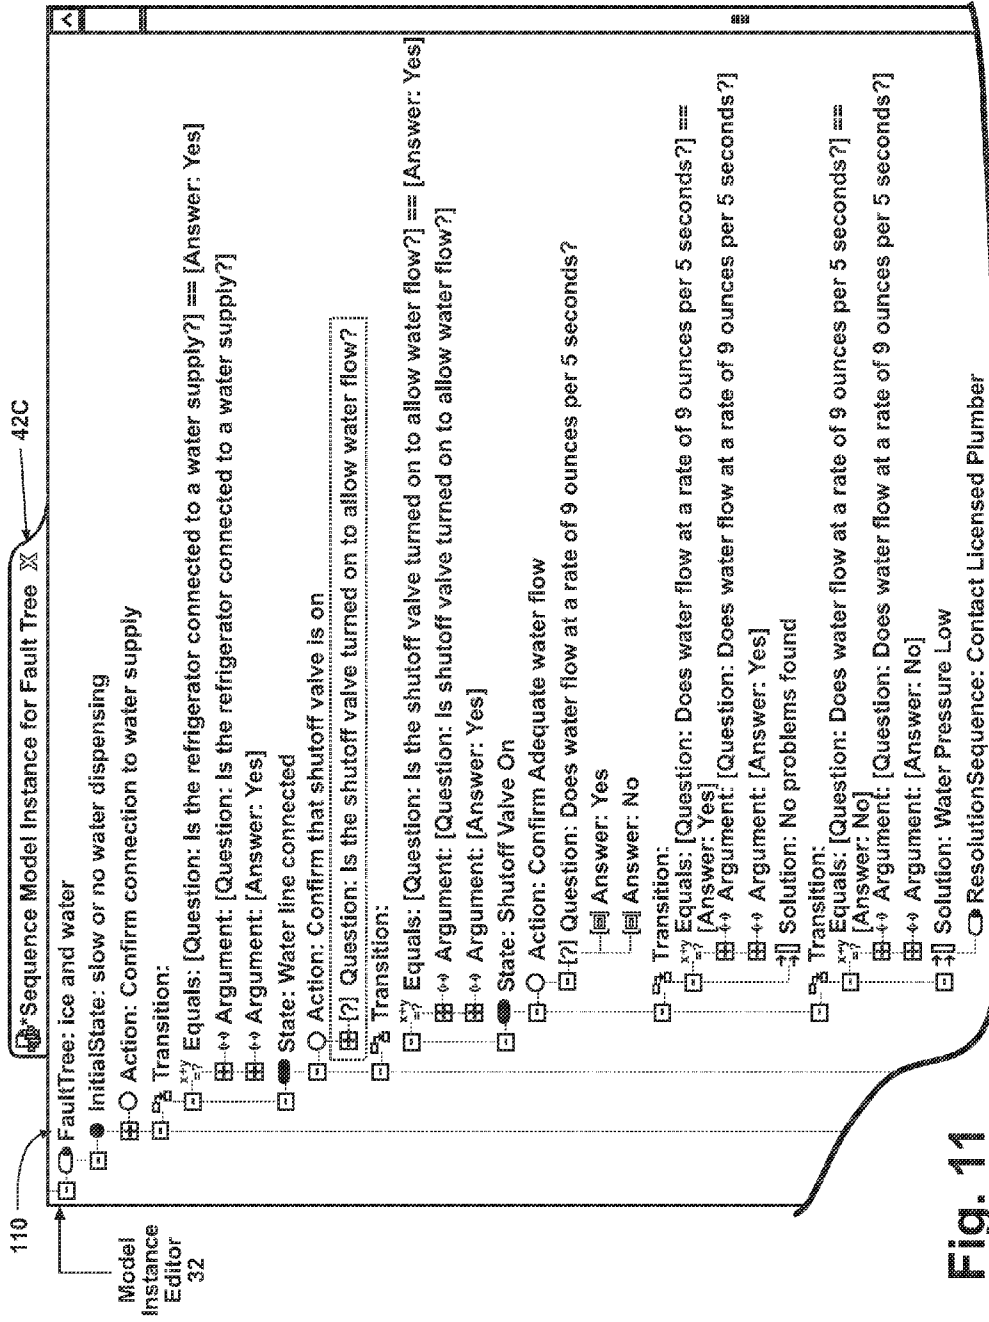 110
42C
*Sequence Model Instance for Fault Tree X
Model
Instance
Editor
32
FaultTree: ice and water
InitialState: slow or no water dispensing
Action: Confirm connection to water supply
Transition:
x+y
=? Equals: [Question: Is the refrigerator connected to a water supply?] == [Answer: Yes]
Argument: [Question: Is the refrigerator connected to a water supply?]
Argument: [Answer: Yes]
State: Water line connected
Action: Confirm that shutoff valve is on
[?] Question: Is the shutoff valve turned on to allow water flow?
Transition:
x+y
=? Equals: [Question: Is the shutoff valve turned on to allow water flow?] == [Answer: Yes]
Argument: [Question: Is shutoff valve turned on to allow water flow?]
Argument: [Answer: Yes]
State: Shutoff Valve On
Action: Confirm Adequate water flow
[?] Question: Does water flow at a rate of 9 ounces per 5 seconds?
Answer: Yes
Answer: No
Transition:
x+y
=? Equals: [Question: Does water flow at a rate of 9 ounces per 5 seconds?] ==
[Answer: Yes]
Argument: [Question: Does water flow at a rate of 9 ounces per 5 seconds?]
Argument: [Answer: Yes]
Solution: No problems found
Transition:
x+y
=? Equals: [Question: Does water flow at a rate of 9 ounces per 5 seconds?] ==
[Answer: No]
Argument: [Question: Does water flow at a rate of 9 ounces per 5 seconds?]
Argument: [Answer: No]
Solution: Water Pressure Low
ResolutionSequence: Contact Licensed Plumber
Fig. 11